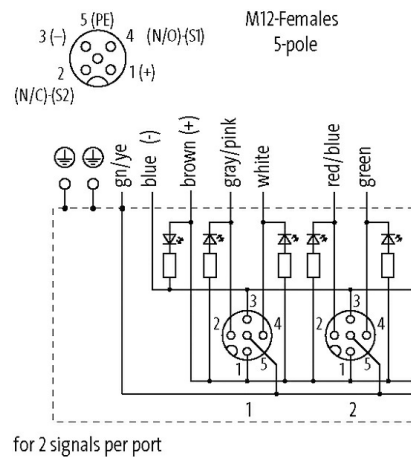 5 (PE)
3 (–)
4
(N/O)-(S1)
2
1 (+)
(N/C)-(S2)
M12-Females
5-pole
gn/ye
blue (-)
brown (+)
gray/pink
white
red/blue
green
3
2
4
1
5
3
2
4
1
5
1
2
for 2 signals per port